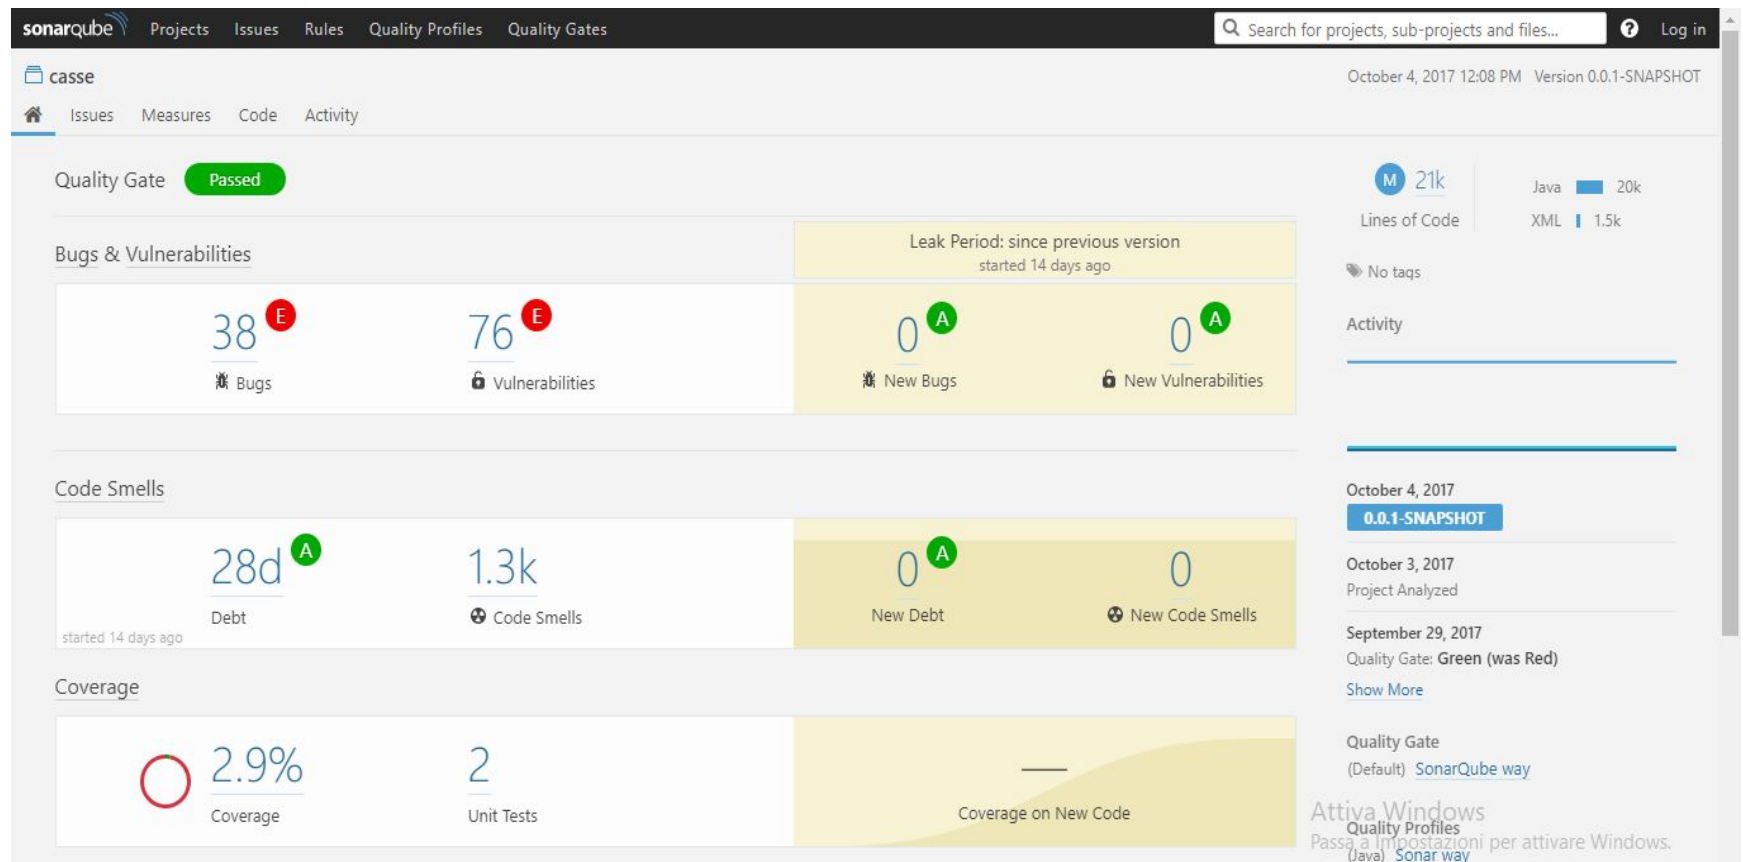 sonarqube Projects Issues Rules Quality Profiles Quality Gates Search for projects, sub-projects and files... ? Log in
casse
October 4, 2017 12:08 PM Version 0.0.1-SNAPSHOT
Issues Measures Code Activity
Quality Gate Passed
Bugs & Vulnerabilities
Leak Period: since previous version
started 14 days ago
38 E 76 E 0 A 0 A
Bugs Vulnerabilities New Bugs New Vulnerabilities
Code Smells
28d A 1.3k 0 A 0
Debt Code Smells New Debt New Code Smells
started 14 days ago
Coverage
2.9% 2 —
Coverage Unit Tests Coverage on New Code
M 21k
Lines of Code
Java 20k
XML 1.5k
No tags
Activity
October 4, 2017
0.0.1-SNAPSHOT
October 3, 2017
Project Analyzed
September 29, 2017
Quality Gate: Green (was Red)
Show More
Quality Gate
(Default) SonarQube way
Attiva Windows
Quality Profiles
Passa a Impostazioni per attivare Windows.
(Java) Sonar way